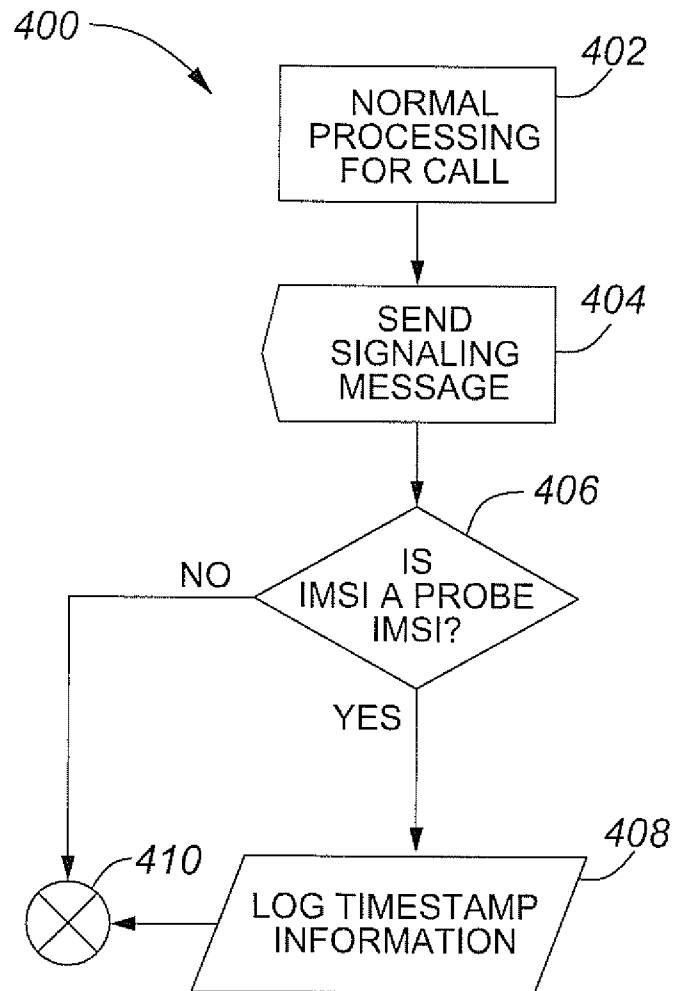 400
402
NORMAL
PROCESSING
FOR CALL
404
SEND
SIGNALING
MESSAGE
406
IS
IMSI A PROBE
IMSI?
NO
YES
408
410
LOG TIMESTAMP
INFORMATION